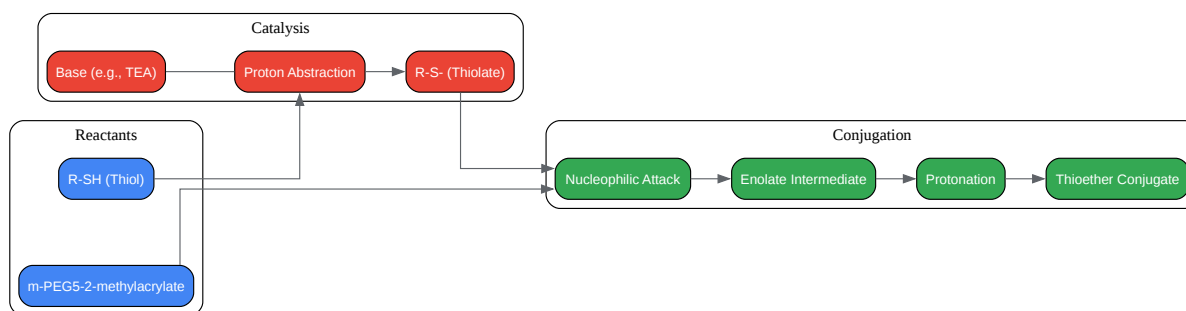 Catalysis
Base (e.g., TEA)
Proton Abstraction
R-S- (Thiolate)
Reactants
R-SH (Thiol)
m-PEG5-2-methylacrylate
Conjugation
Nucleophilic Attack
Enolate Intermediate
Protonation
Thioether Conjugate